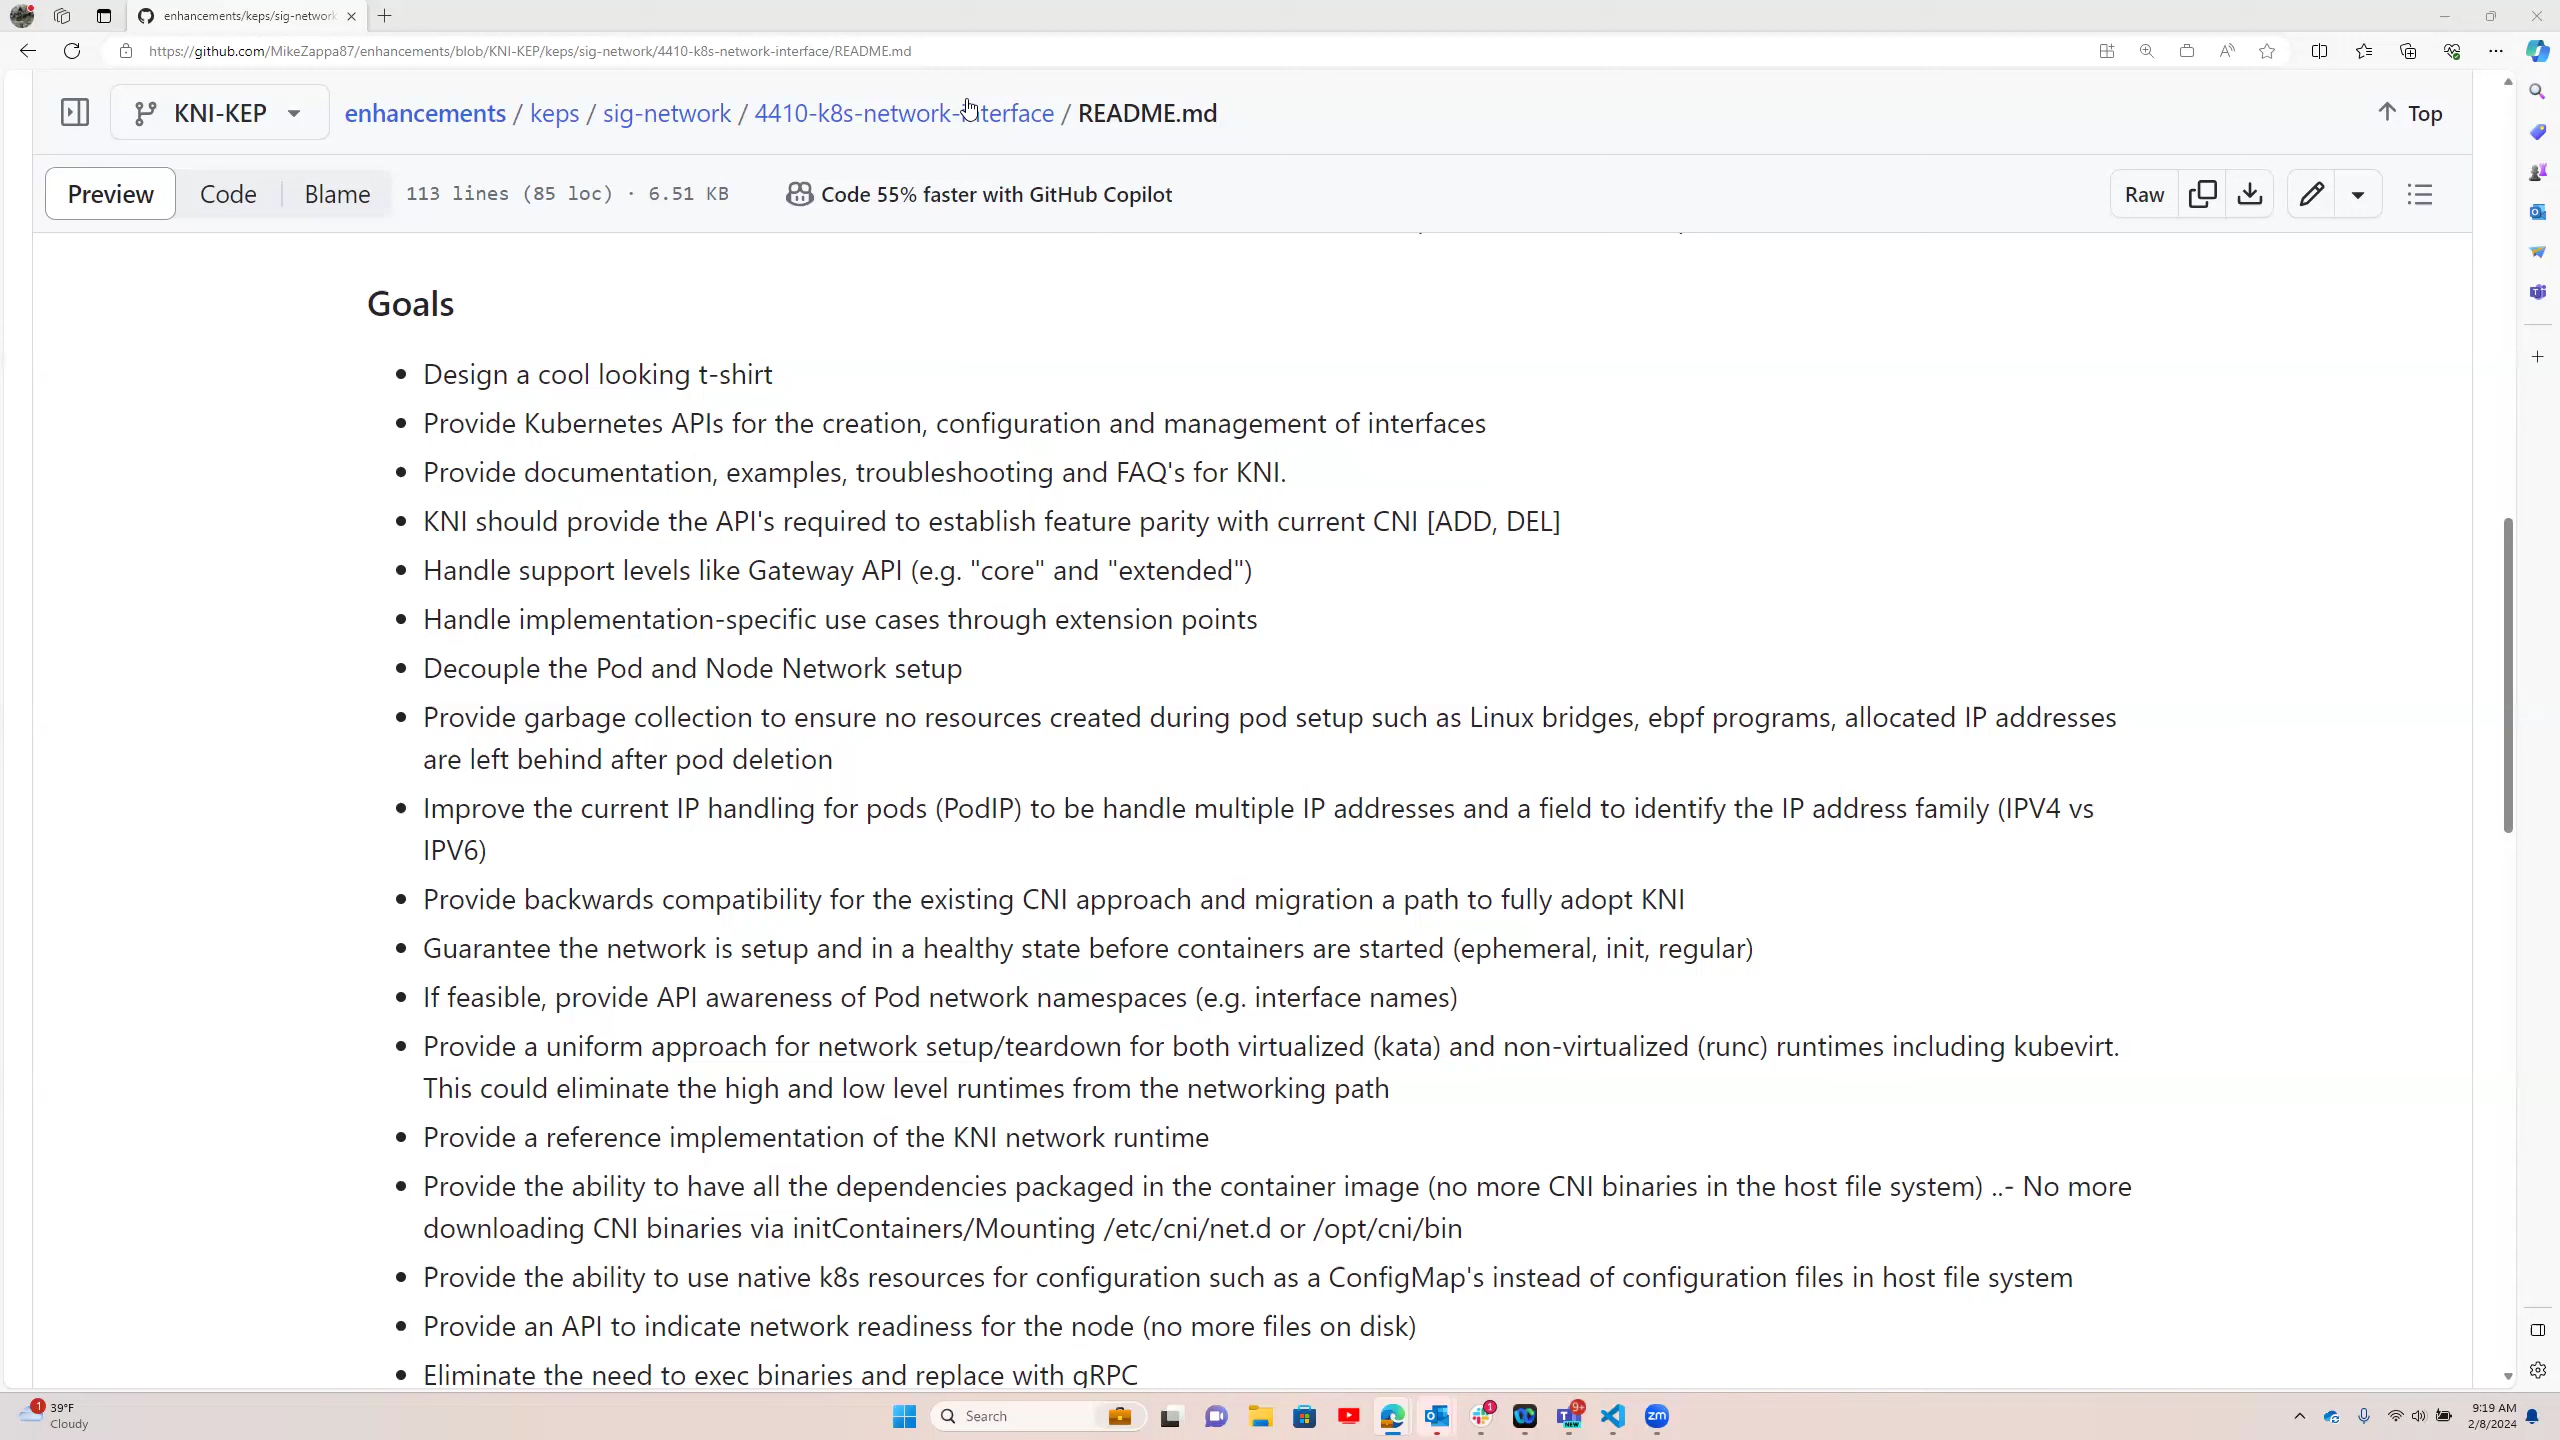 enhancements/keps/sig-network
https://github.com/MikeZappa87/enhancements/blob/KNI-KEP/keps/sig-network/4410-k8s-network-interface/README.md
KNI-KEP
enhancements / keps / sig-network / 4410-k8s-network-interface / README.md
Top
Preview
Code
Blame
113 lines (85 loc) · 6.51 KB
Code 55% faster with GitHub Copilot
Raw
Goals
• Design a cool looking t-shirt
• Provide Kubernetes APIs for the creation, configuration and management of interfaces
• Provide documentation, examples, troubleshooting and FAQ's for KNI.
• KNI should provide the API's required to establish feature parity with current CNI [ADD, DEL]
• Handle support levels like Gateway API (e.g. "core" and "extended")
• Handle implementation-specific use cases through extension points
• Decouple the Pod and Node Network setup
• Provide garbage collection to ensure no resources created during pod setup such as Linux bridges, ebpf programs, allocated IP addresses
are left behind after pod deletion
• Improve the current IP handling for pods (PodIP) to be handle multiple IP addresses and a field to identify the IP address family (IPV4 vs
IPV6)
• Provide backwards compatibility for the existing CNI approach and migration a path to fully adopt KNI
• Guarantee the network is setup and in a healthy state before containers are started (ephemeral, init, regular)
• If feasible, provide API awareness of Pod network namespaces (e.g. interface names)
• Provide a uniform approach for network setup/teardown for both virtualized (kata) and non-virtualized (runc) runtimes including kubevirt.
This could eliminate the high and low level runtimes from the networking path
• Provide a reference implementation of the KNI network runtime
• Provide the ability to have all the dependencies packaged in the container image (no more CNI binaries in the host file system) ..- No more
downloading CNI binaries via initContainers/Mounting /etc/cni/net.d or /opt/cni/bin
• Provide the ability to use native k8s resources for configuration such as a ConfigMap's instead of configuration files in host file system
• Provide an API to indicate network readiness for the node (no more files on disk)
• Eliminate the need to exec binaries and replace with gRPC
1
39°F
Cloudy
Search
1
9+
NEW
zm
9:19 AM
2/8/2024